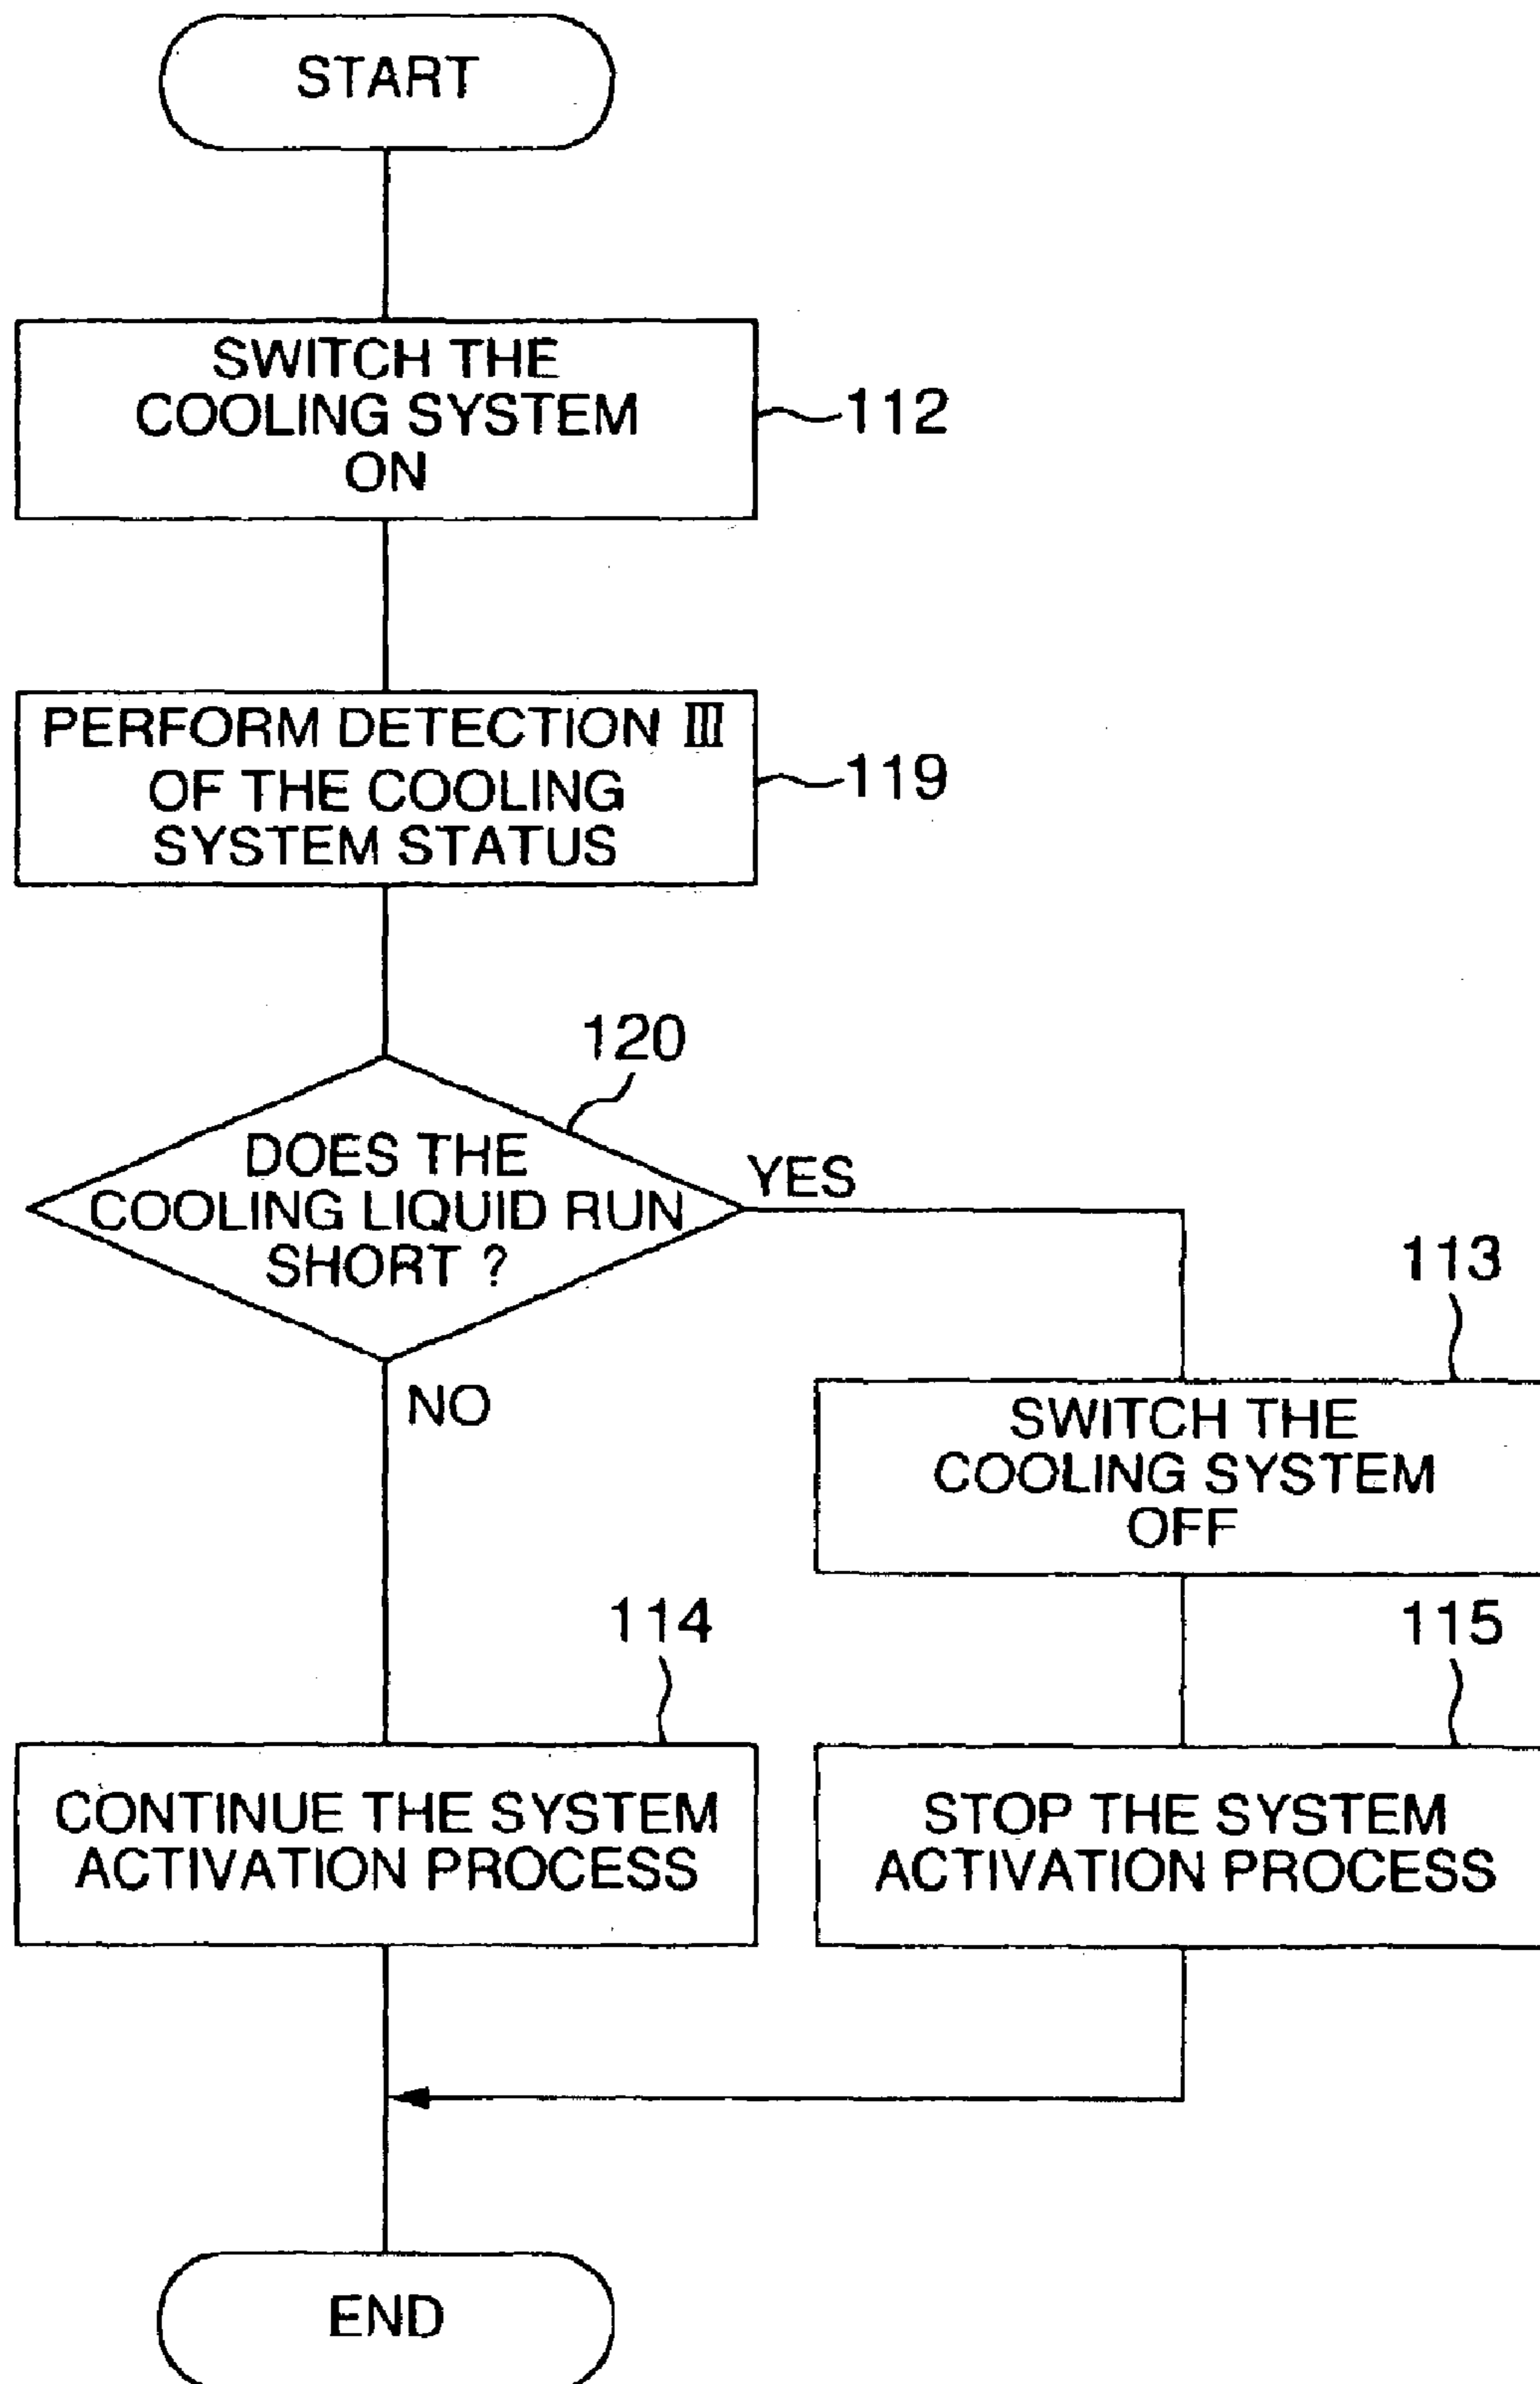 START
SWITCH THE
COOLING SYSTEM
ON
112
PERFORM DETECTION III
OF THE COOLING
SYSTEM STATUS
119
120
DOES THE
COOLING LIQUID RUN
SHORT ?
YES
NO
113
SWITCH THE
COOLING SYSTEM
OFF
114
CONTINUE THE SYSTEM
ACTIVATION PROCESS
115
STOP THE SYSTEM
ACTIVATION PROCESS
END